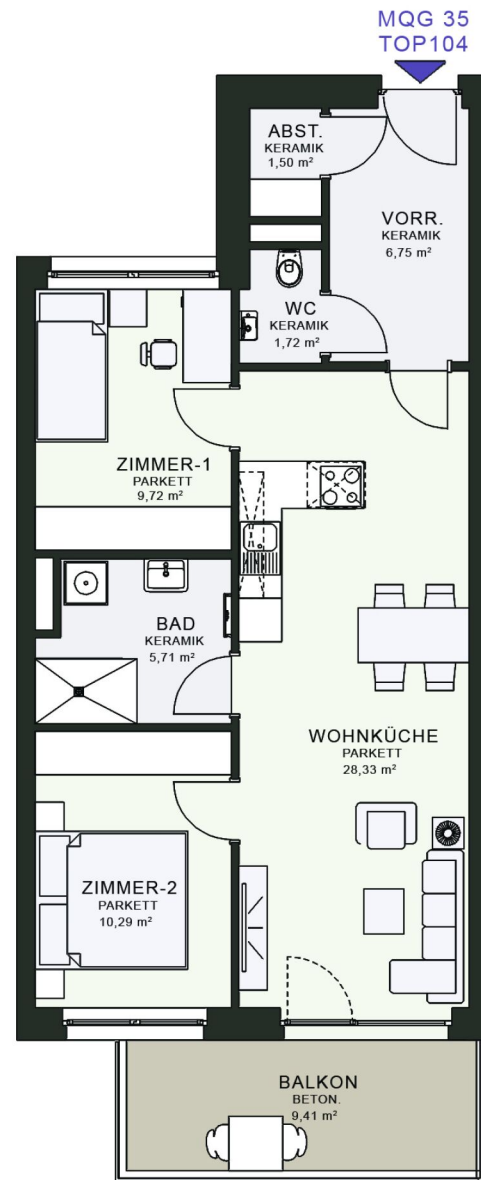 MQG 35
TOP104
ABST.
KERAMIK
1,50 m²
VORR.
KERAMIK
6,75 m²
WC
KERAMIK
1,72 m²
ZIMMER-1
PARKETT
9,72 m²
BAD
KERAMIK
5,71 m²
WOHNKÜCHE
PARKETT
28,33 m²
ZIMMER-2
PARKETT
10,29 m²
BALKON
BETON.
9,41 m²